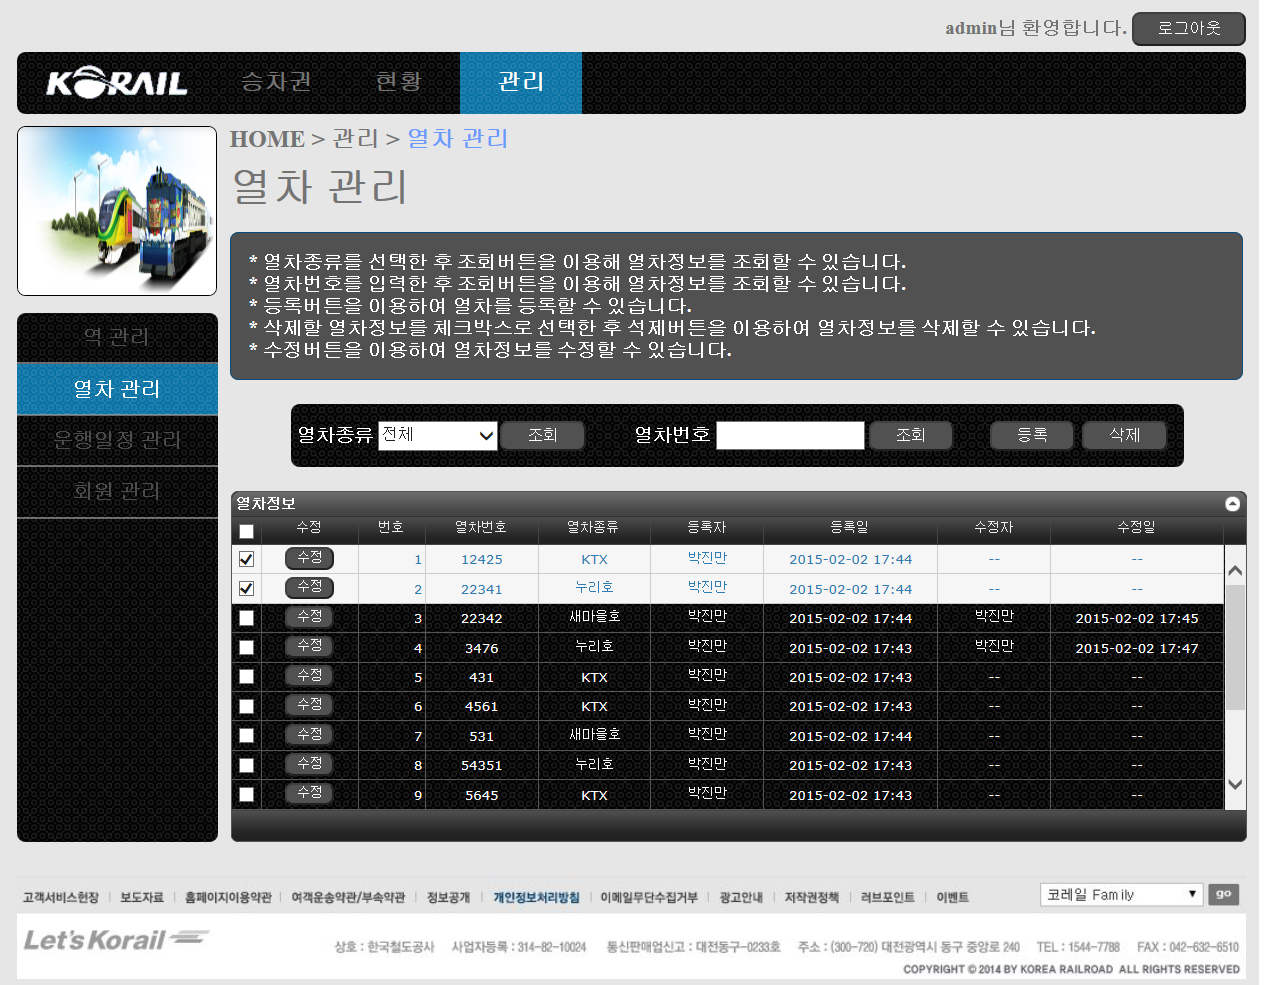 admin님 환영합니다. 로그아웃
KORAIL 승차권 현황 관리
HOME > 관리 > 열차 관리
열차 관리
* 열차종류를 선택한 후 조회버튼을 이용해 열차정보를 조회할 수 있습니다.
* 열차번호를 입력한 후 조회버튼을 이용해 열차정보를 조회할 수 있습니다.
* 등록버튼을 이용하여 열차를 등록할 수 있습니다.
* 삭제할 열차정보를 체크박스로 선택한 후 석제버튼을 이용하여 열차정보를 삭제할 수 있습니다.
* 수정버튼을 이용하여 열차정보를 수정할 수 있습니다.
역 관리
열차 관리
운행일정 관리
회원 관리
열차종류 전체 조회 열차번호 조회 등록 삭제
열차정보
수정 번호 열차번호 열차종류 등록자 등록일 수정자 수정일
수정 1 12425 KTX 박진만 2015-02-02 17:44 -- --
수정 2 22341 누리호 박진만 2015-02-02 17:44 -- --
수정 3 22342 새마을호 박진만 2015-02-02 17:44 박진만 2015-02-02 17:45
수정 4 3476 누리호 박진만 2015-02-02 17:43 박진만 2015-02-02 17:47
수정 5 431 KTX 박진만 2015-02-02 17:43 -- --
수정 6 4561 KTX 박진만 2015-02-02 17:43 -- --
수정 7 531 새마을호 박진만 2015-02-02 17:44 -- --
수정 8 54351 누리호 박진만 2015-02-02 17:43 -- --
수정 9 5645 KTX 박진만 2015-02-02 17:43 -- --
고객서비스헌장 | 보도자료 | 홈페이지이용약관 | 여객운송약관/부속약관 | 정보공개 | 개인정보처리방침 | 이메일무단수집거부 | 광고안내 | 저작권정책 | 러브포인트 | 이벤트 코레일 Family go
Let's Korail
상호 : 한국철도공사 사업자등록 : 314-82-10024 통신판매업신고 : 대전동구-0233호 주소 : (300-720) 대전광역시 동구 중앙로 240 TEL : 1544-7788 FAX : 042-632-6510
COPYRIGHT © 2014 BY KOREA RAILROAD ALL RIGHTS RESERVED